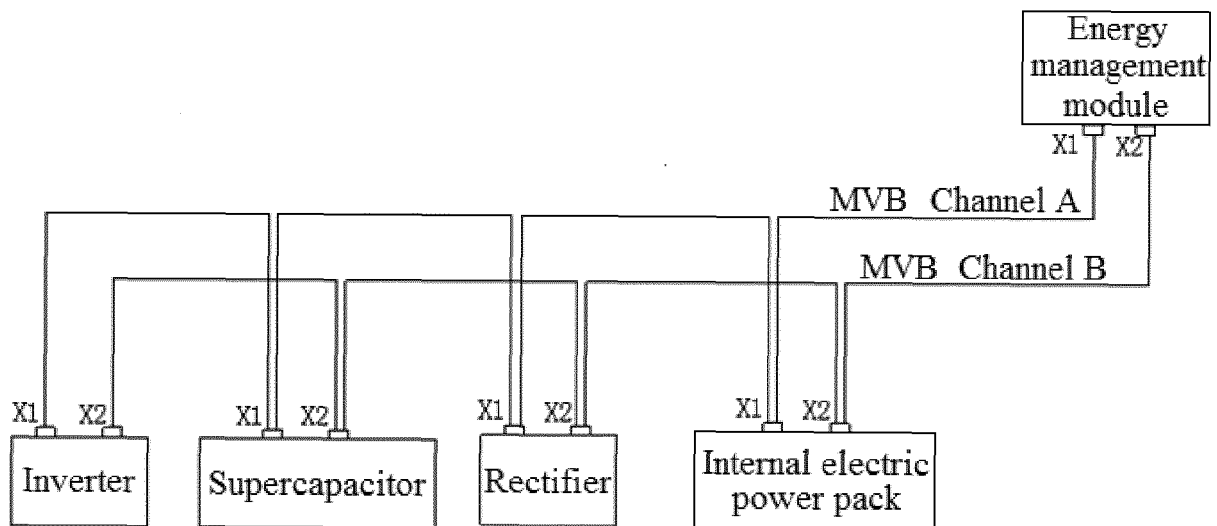 Energy
management
module
X1 X2
MVB Channel A
MVB Channel B
X1 X2 X1 X2 X1 X2 X1 X2
Inverter
Supercapacitor
Rectifier
Internal electric
power pack